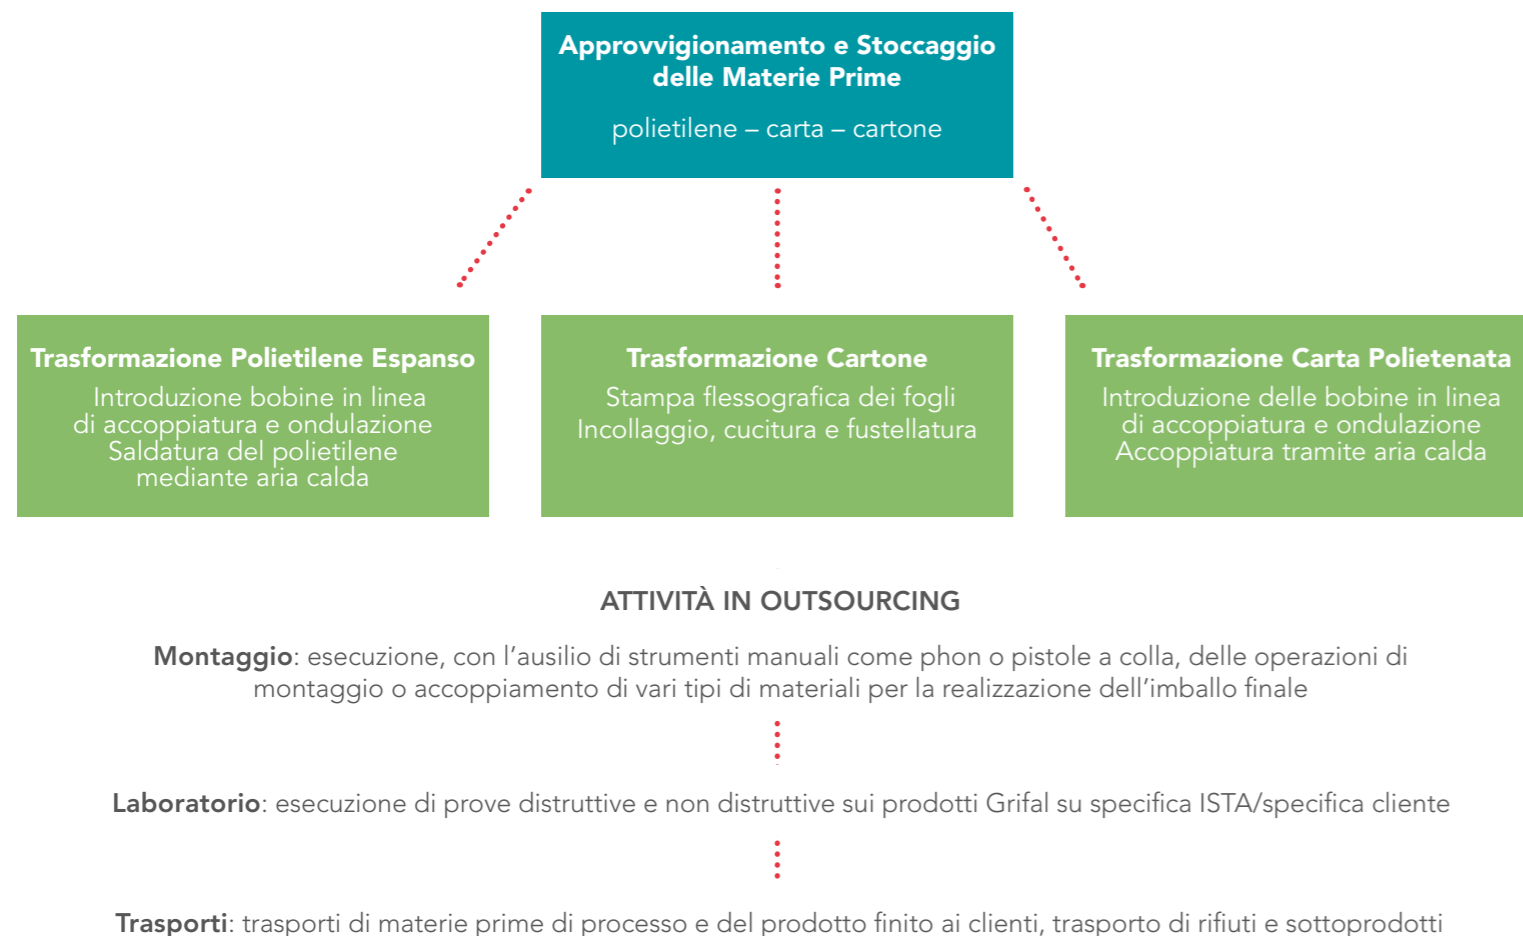 Approvvigionamento e Stoccaggio
delle Materie Prime
polietilene – carta – cartone
Trasformazione Polietilene Espanso
Introduzione bobine in linea
di accoppiatura e ondulazione
Saldatura del polietilene
mediante aria calda
Trasformazione Cartone
Stampa flessografica dei fogli
Incollaggio, cucitura e fustellatura
Trasformazione Carta Polietenata
Introduzione delle bobine in linea
di accoppiatura e ondulazione
Accoppiatura tramite aria calda
ATTIVITÀ IN OUTSOURCING
Montaggio: esecuzione, con l’ausilio di strumenti manuali come phon o pistole a colla, delle operazioni di
montaggio o accoppiamento di vari tipi di materiali per la realizzazione dell’imballo finale
Laboratorio: esecuzione di prove distruttive e non distruttive sui prodotti Grifal su specifica ISTA/specifica cliente
Trasporti: trasporti di materie prime di processo e del prodotto finito ai clienti, trasporto di rifiuti e sottoprodotti